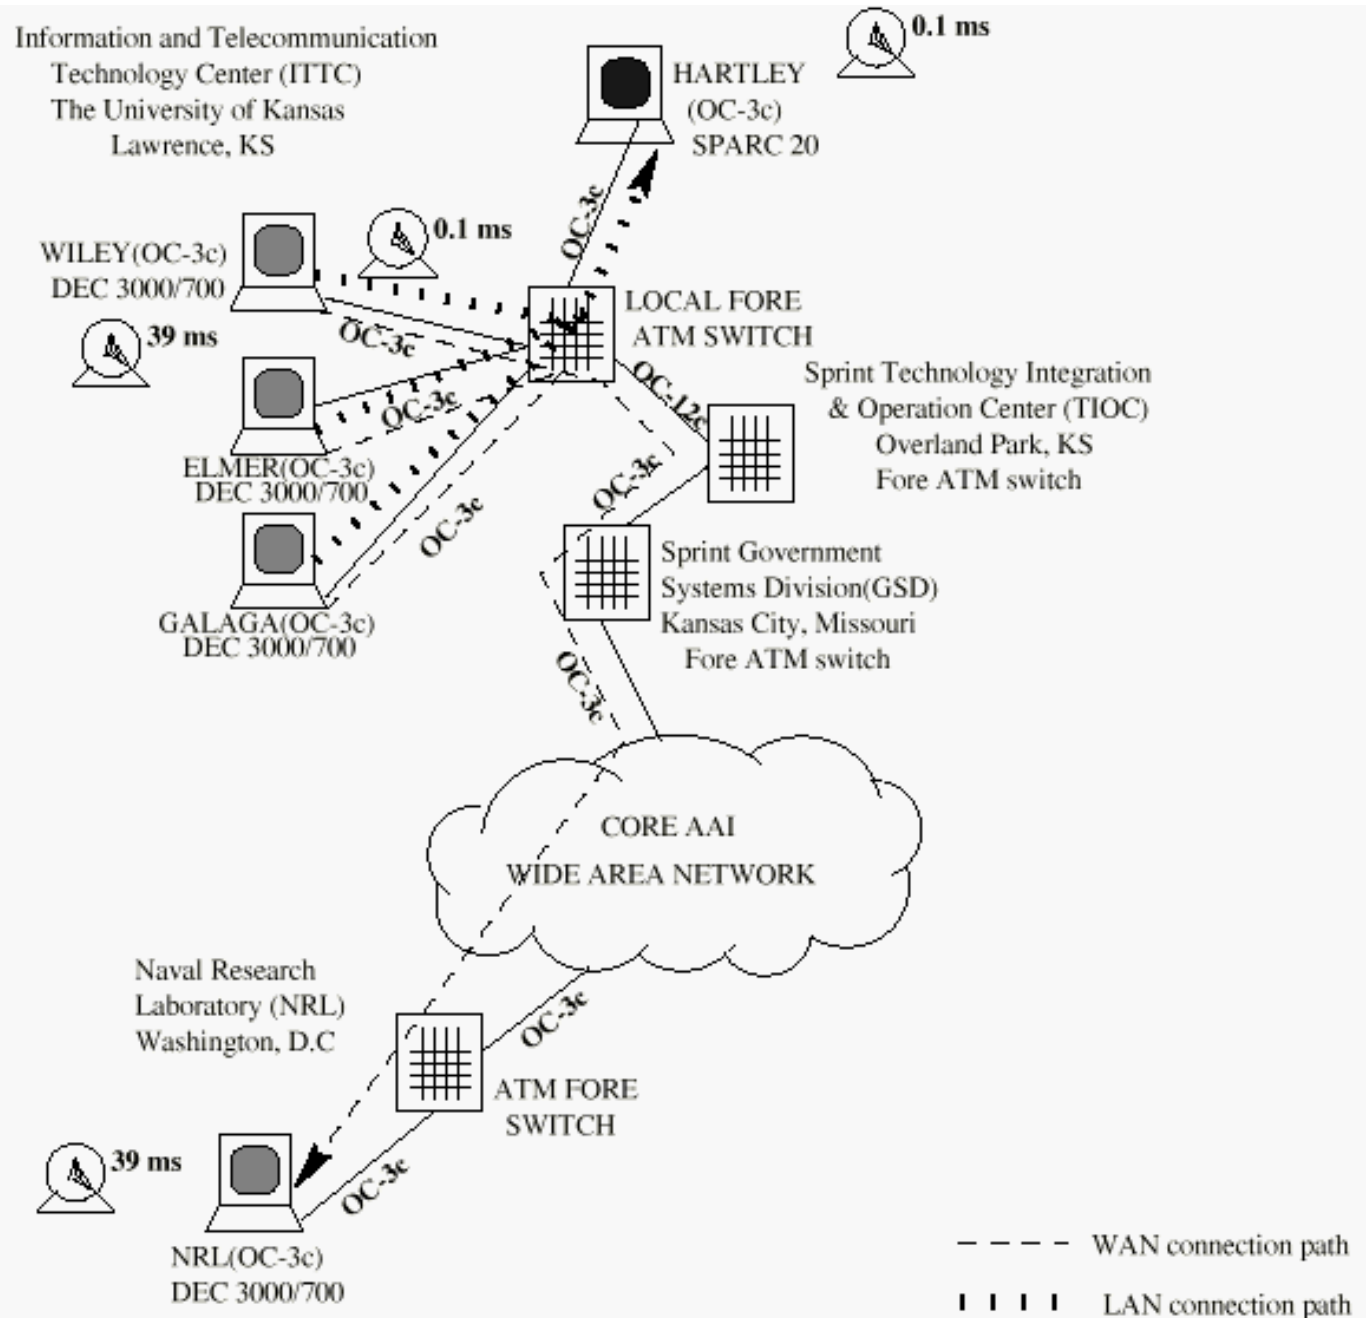 Information and Telecommunication
Technology Center (ITTC)
The University of Kansas
Lawrence, KS
0.1 ms
HARTLEY
(OC-3c)
SPARC 20
OC-3c
0.1 ms
WILEY(OC-3c)
DEC 3000/700
OC-3c
39 ms
LOCAL FORE
ATM SWITCH
OC-12c
Sprint Technology Integration
& Operation Center (TIOC)
Overland Park, KS
Fore ATM switch
OC-3c
ELMER(OC-3c)
DEC 3000/700
OC-3c
OC-3c
GALAGA(OC-3c)
DEC 3000/700
Sprint Government
Systems Division(GSD)
Kansas City, Missouri
Fore ATM switch
OC-3c
CORE AAI
WIDE AREA NETWORK
Naval Research
Laboratory (NRL)
Washington, D.C
OC-3c
ATM FORE
SWITCH
39 ms
OC-3c
NRL(OC-3c)
DEC 3000/700
WAN connection path
LAN connection path